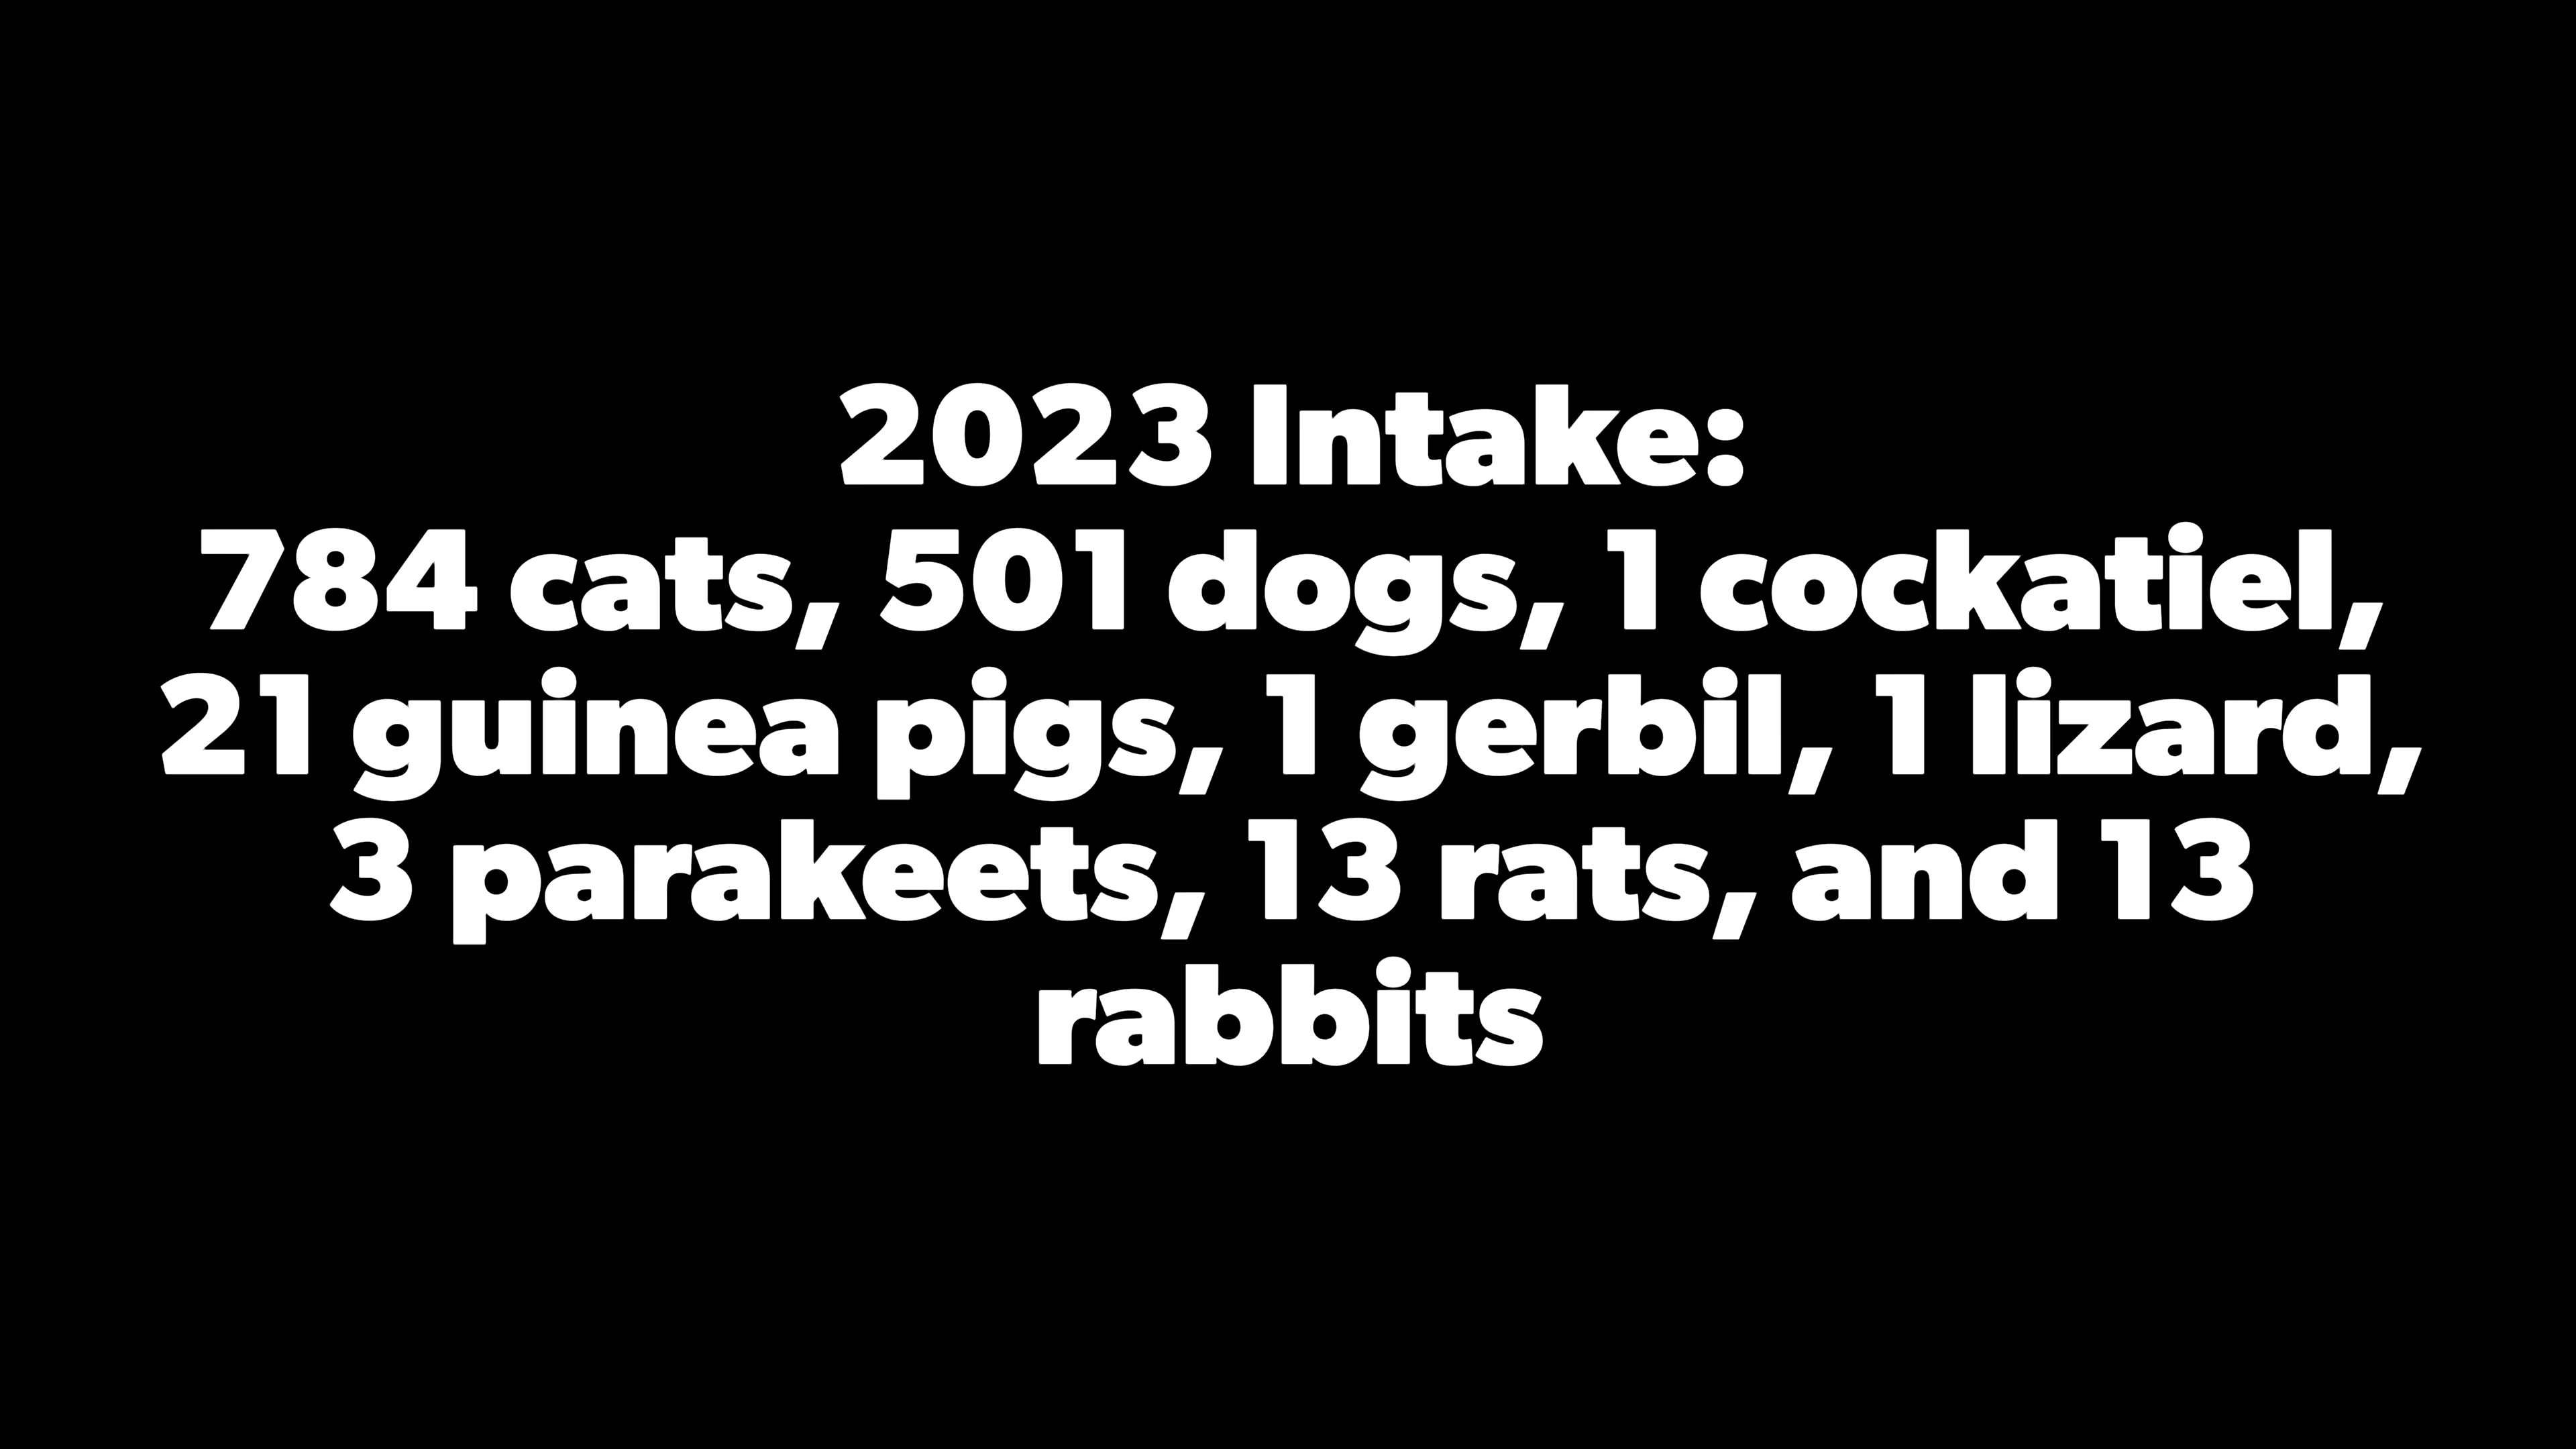 2023 Intake:
784 cats, 501 dogs, 1 cockatiel,
21 guinea pigs, 1 gerbil, 1 lizard,
3 parakeets, 13 rats, and 13
rabbits